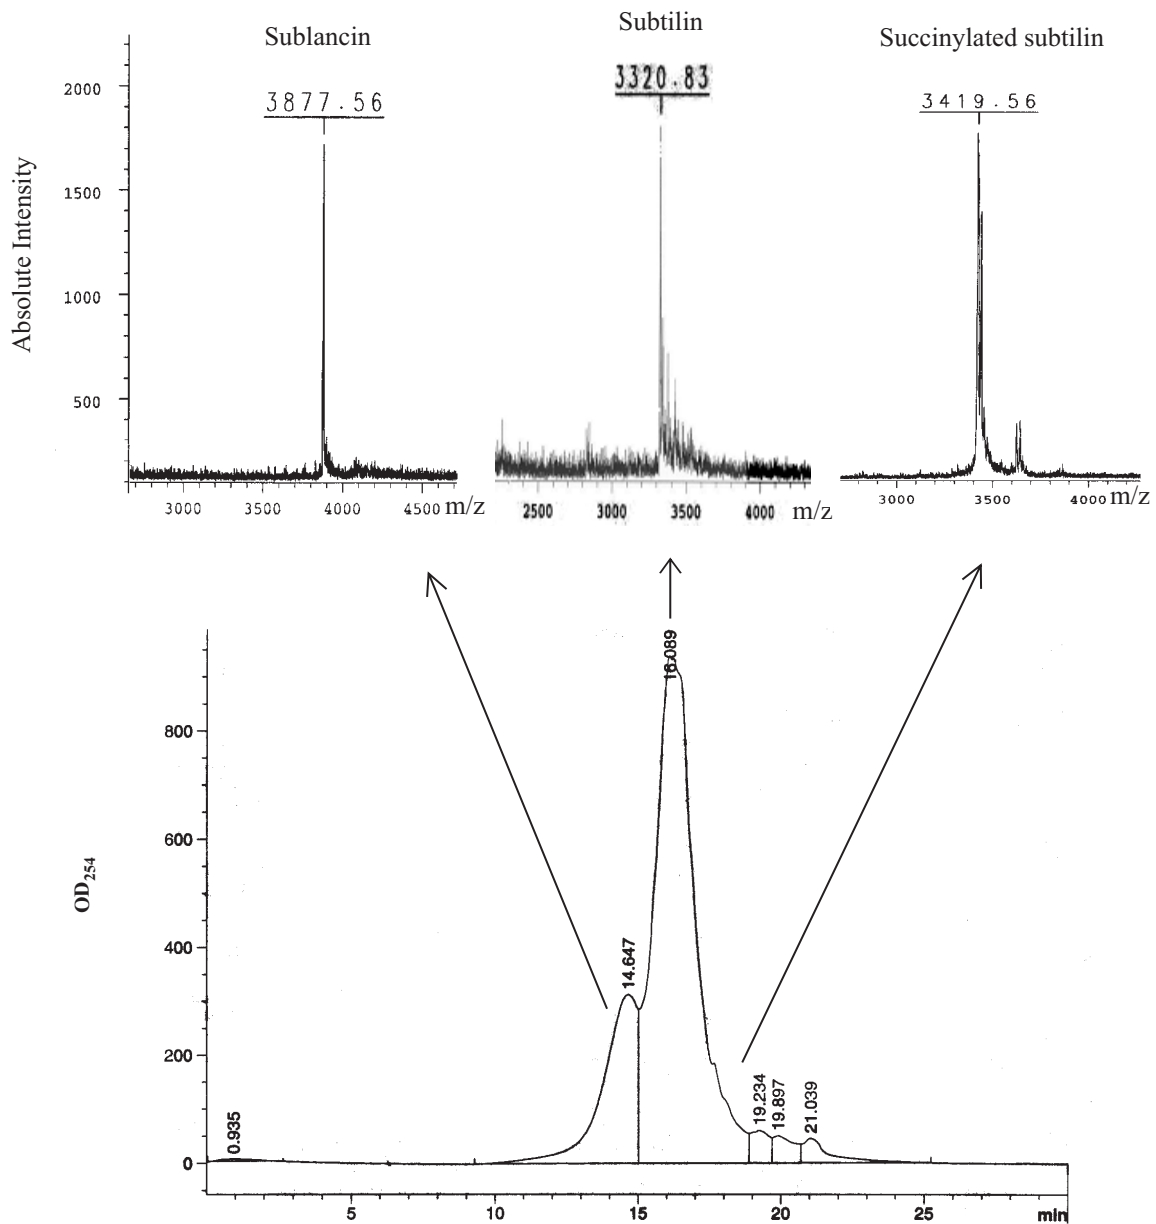 Sublancin
Subtilin
Succinylated subtilin
3877.56
3320.83
3419.56
Absolute Intensity
2000
1500
1000
500
3000 3500 4000 4500 m/z
2500 3000 3500 4000 m/z
3000 3500 4000 m/z
OD254
800
600
400
200
0
0.935
14.647
16.089
19.234
19.897
21.039
5 10 15 20 25 min